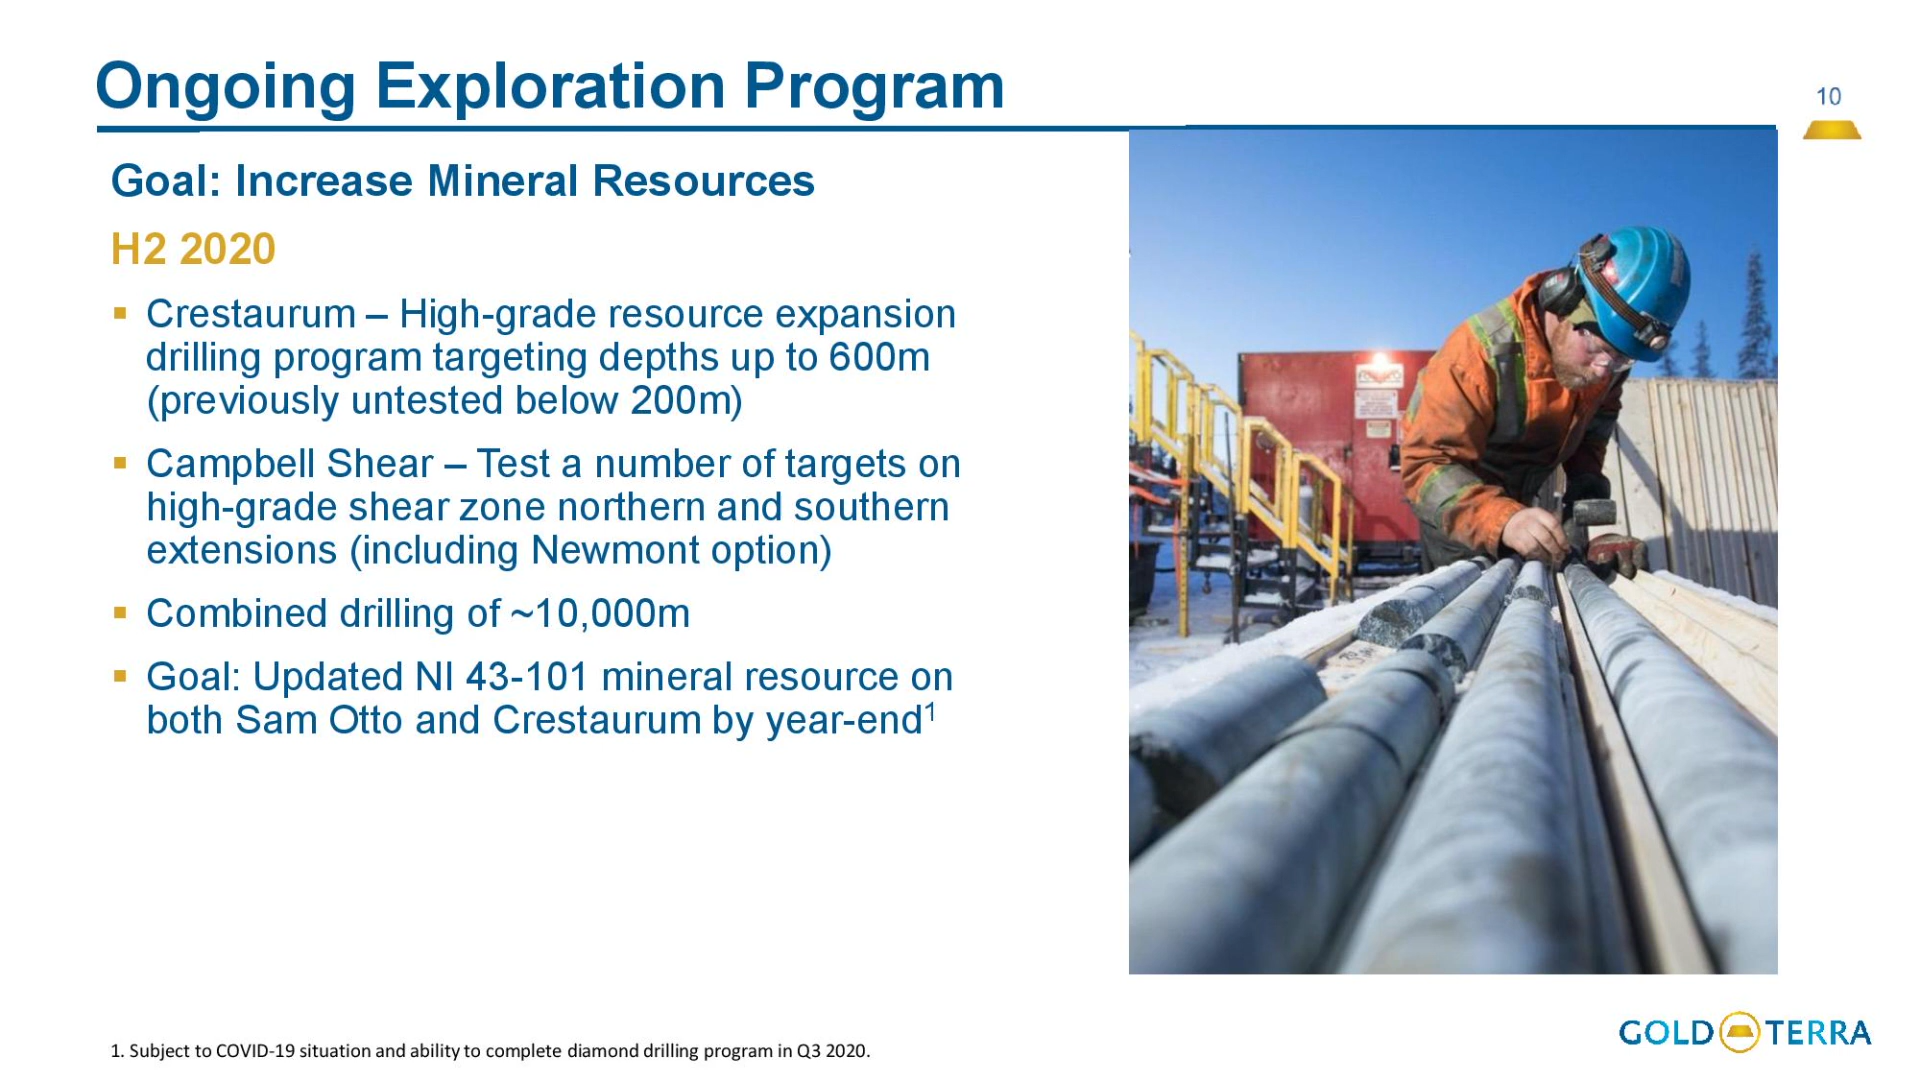 Ongoing Exploration Program
10
Goal: Increase Mineral Resources
H2 2020
▪ Crestaurum – High-grade resource expansion
drilling program targeting depths up to 600m
(previously untested below 200m)
▪ Campbell Shear – Test a number of targets on
high-grade shear zone northern and southern
extensions (including Newmont option)
▪ Combined drilling of ~10,000m
▪ Goal: Updated NI 43-101 mineral resource on
both Sam Otto and Crestaurum by year-end¹
1. Subject to COVID-19 situation and ability to complete diamond drilling program in Q3 2020.
GOLD TERRA